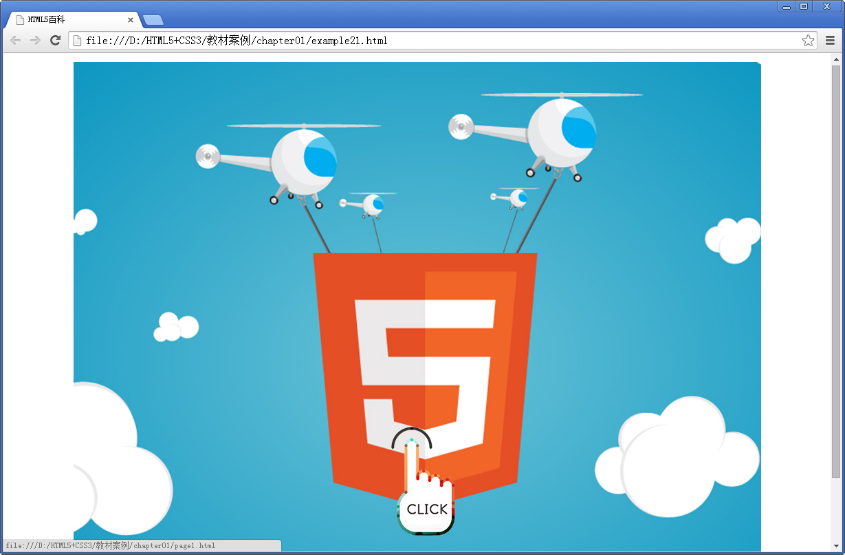 HTML5百科
file:///D:/HTML5+CSS3/教材案例/chapter01/example21.html
5
CLICK
file:///D:/HTML5+CSS3/教材案例/chapter01/page1.html